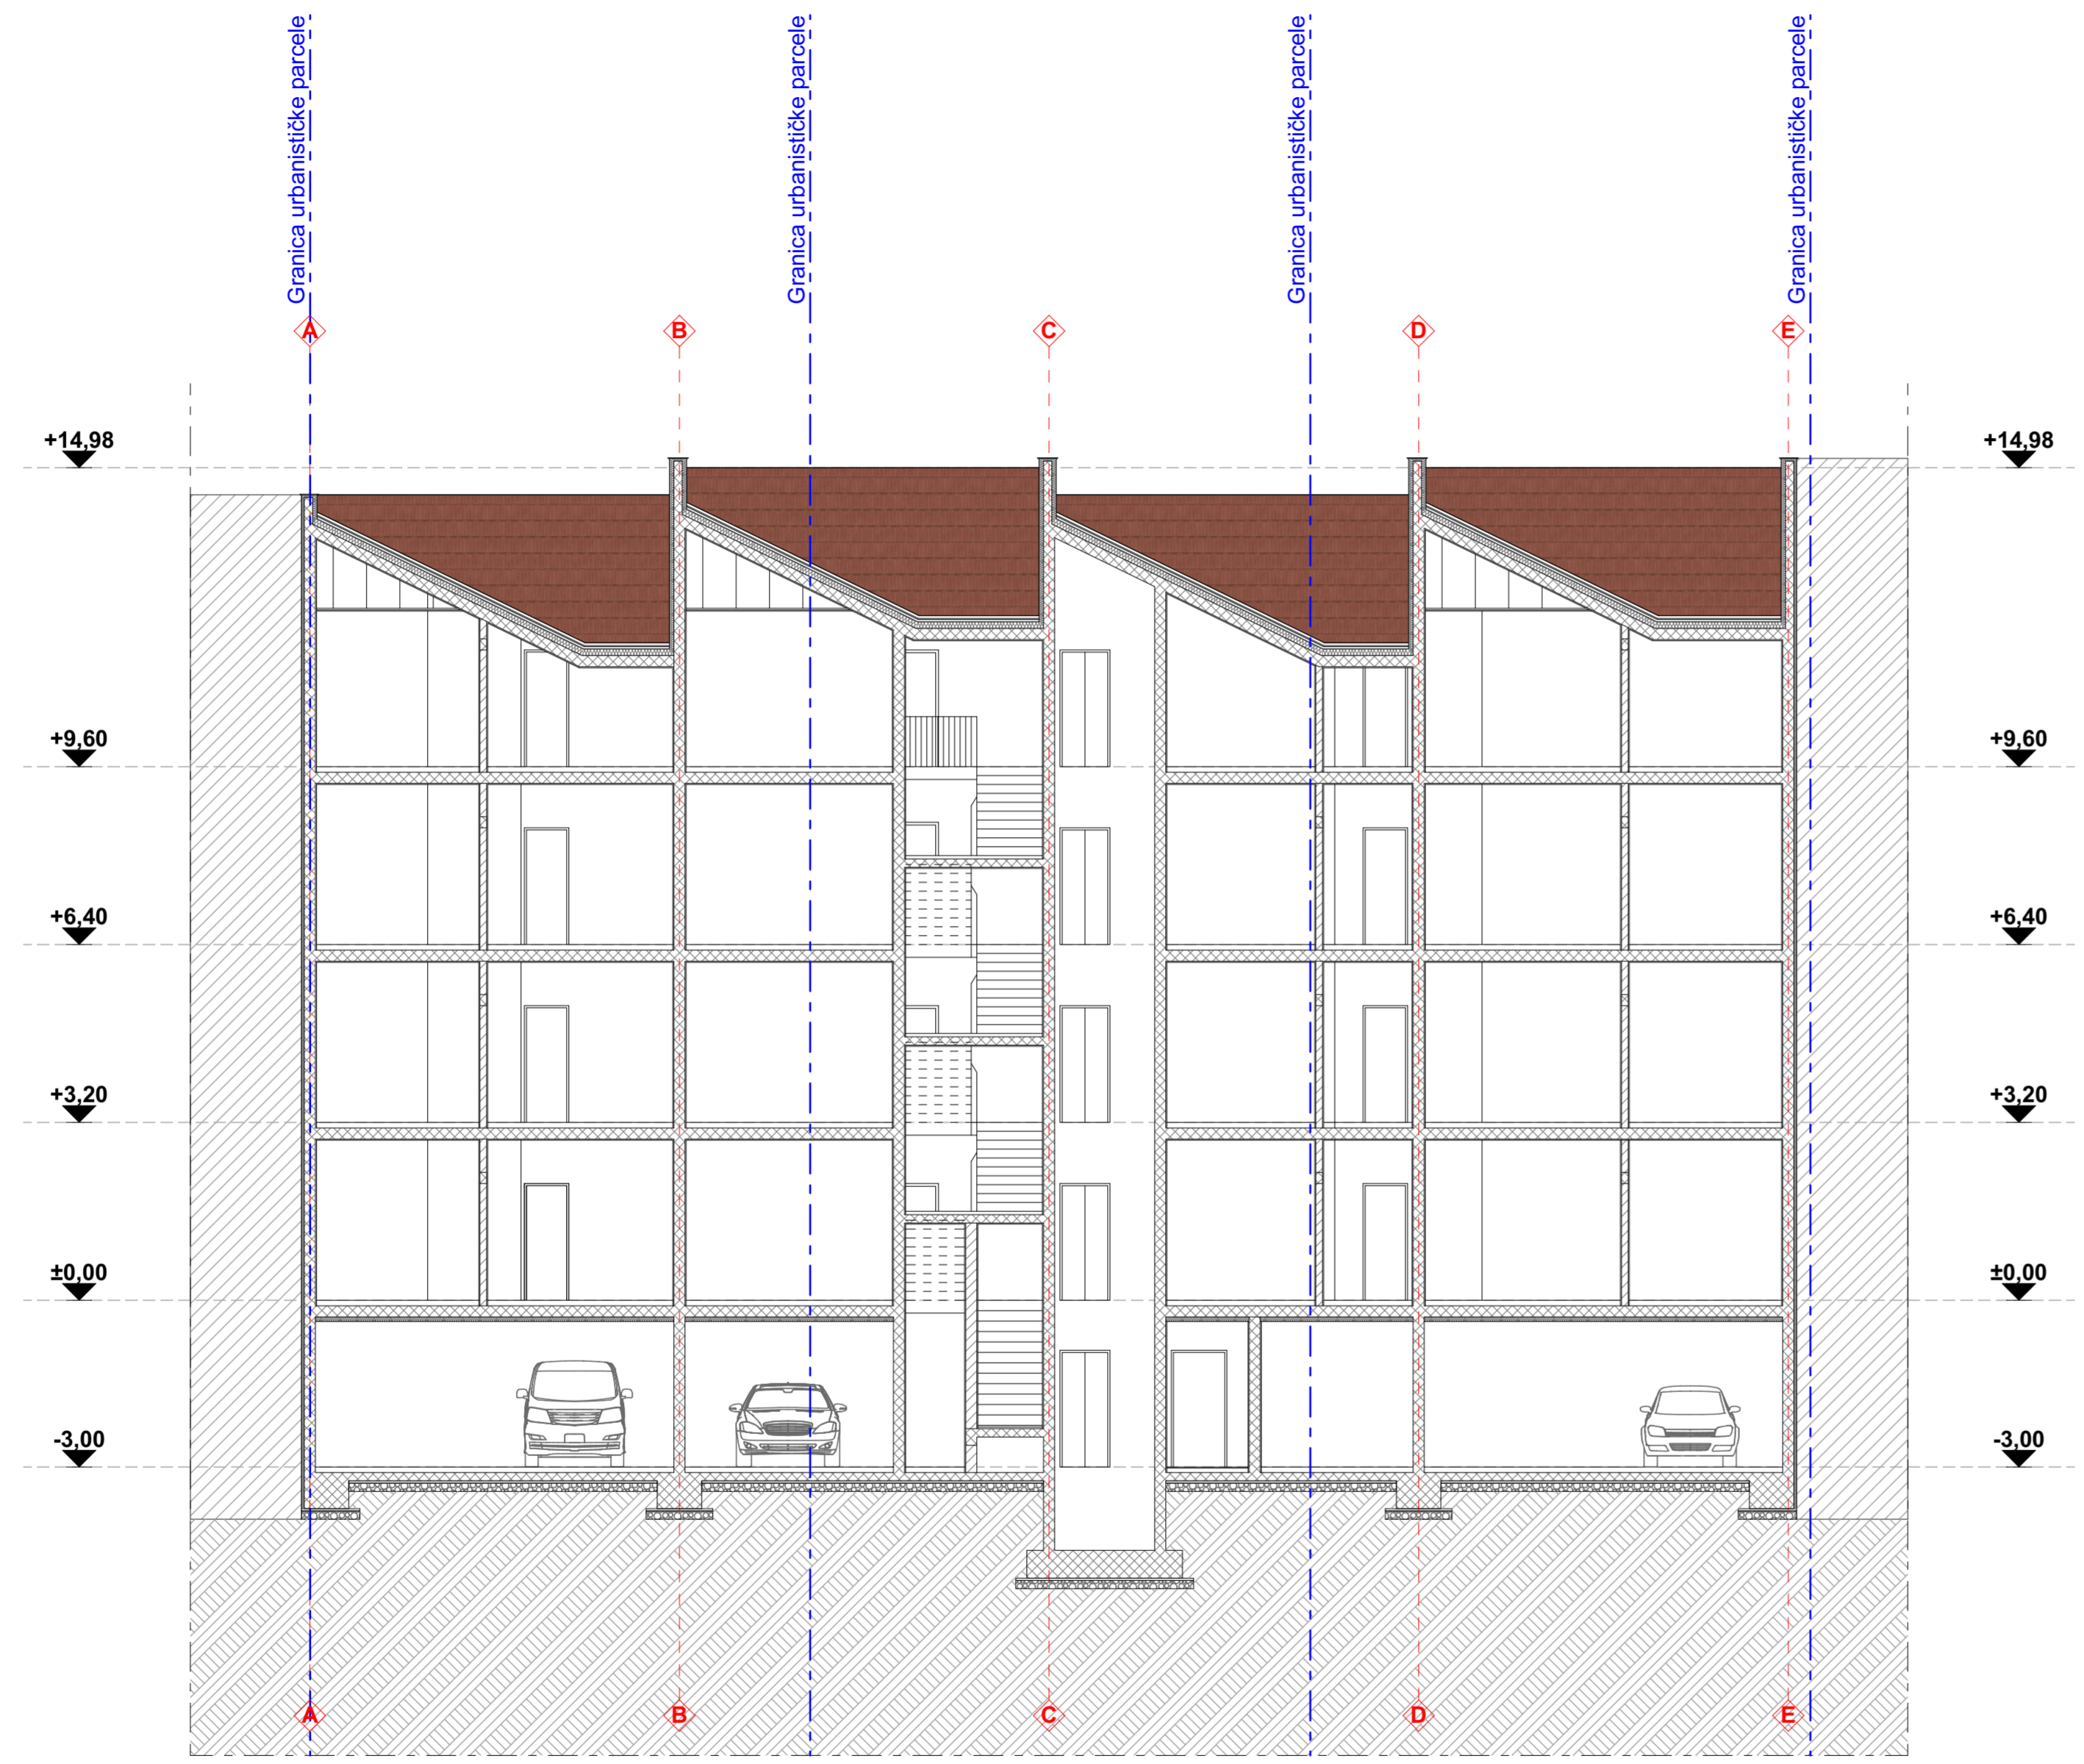 Granica urbanističke parcele
Granica urbanističke parcele
Granica urbanističke parcele
Granica urbanističke parcele
A
B
C
D
E
+14,98
+14,98
+9,60
+9,60
+6,40
+6,40
+3,20
+3,20
±0,00
±0,00
-3,00
-3,00
A
B
C
D
E